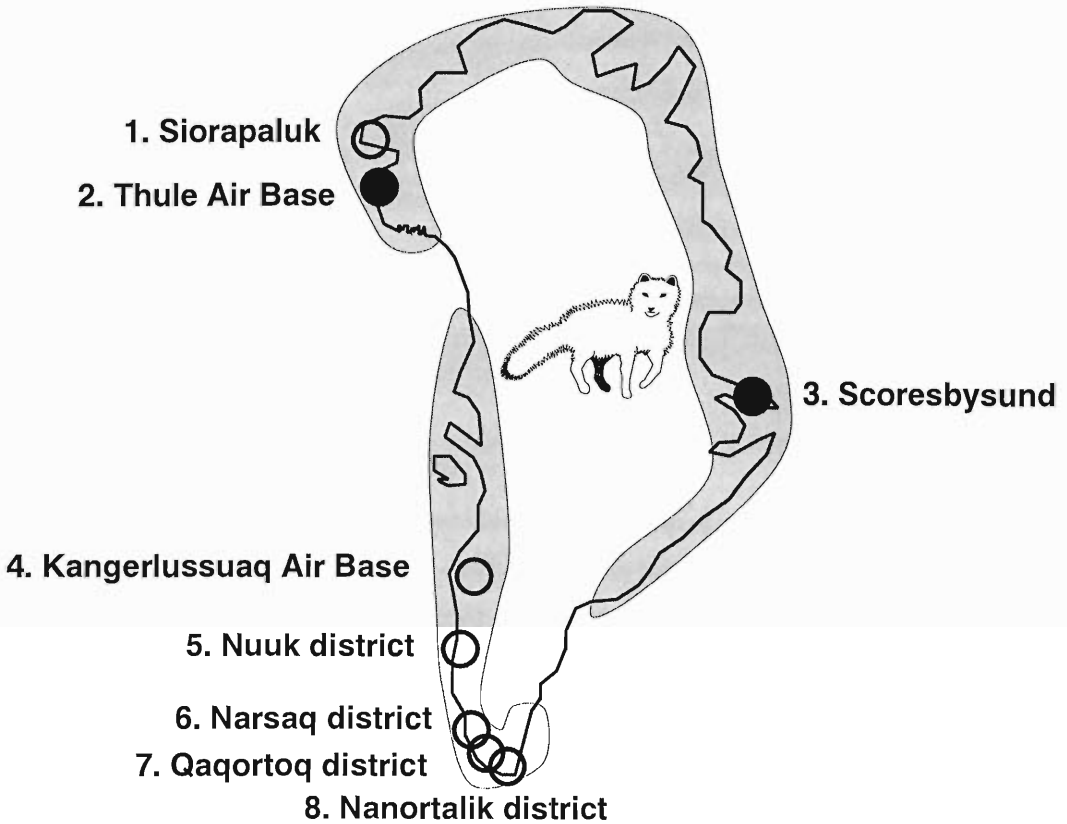 1. Siorapaluk
2. Thule Air Base
3. Scoresbysund
4. Kangerlussuaq Air Base
5. Nuuk district
6. Narsaq district
7. Qaqortoq district
8. Nanortalik district